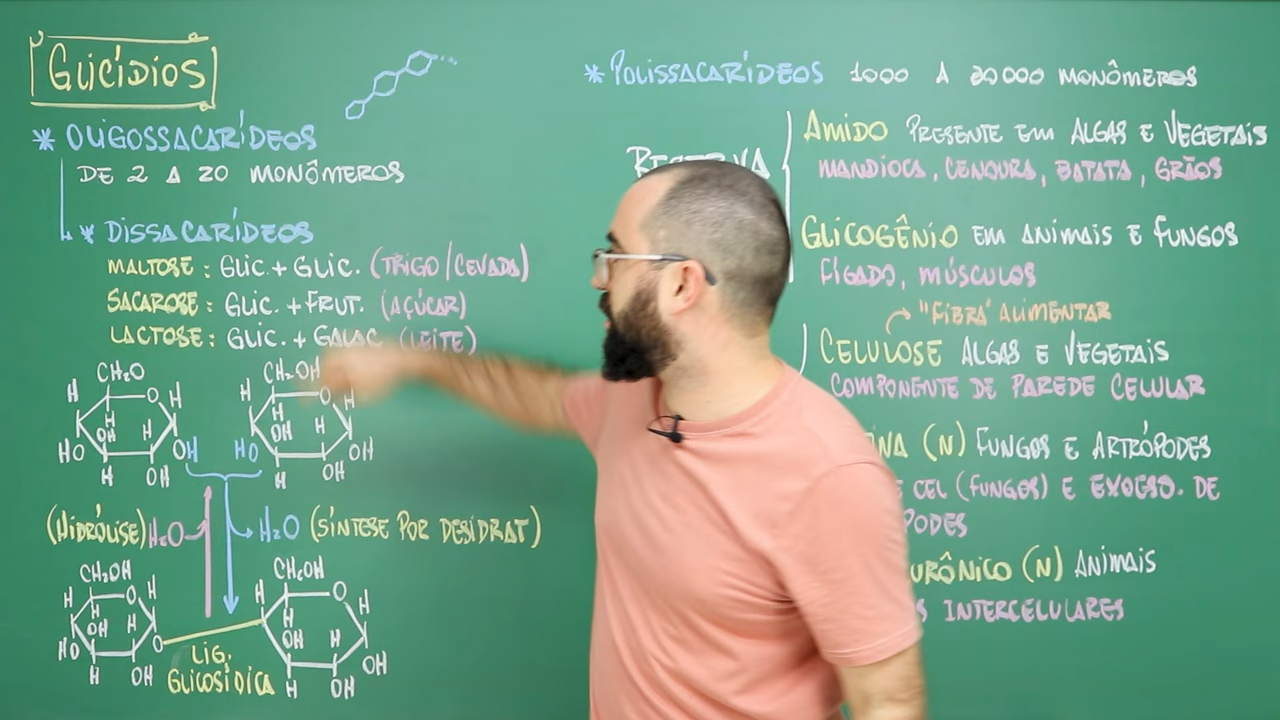 Glicídios
* Oligossacarídeos
de 2 a 20 monômeros
* Dissacarídeos
Maltose: Glic. + Glic. (trigo/cevada)
Sacarose: Glic. + Frut. (açúcar)
Lactose: Glic. + Galac (leite)
CH₂O
H O H
H
OH H
HO OH
H OH
CH₂OH
H O H
H
OH H
HO OH
H OH
(Hidrólise) H₂O
H₂O (síntese por desidrat)
CH₂OH
H O H
H
OH H
HO O
H OH
CH₂OH
H O H
H
OH H
OH
H OH
Lig.
Glicosídica
* Polissacarídeos 1000 a 20000 monômeros
Reserva
Amido presente em algas e vegetais
mandioca, cenoura, batata, grãos
Glicogênio em animais e fungos
fígado, músculos
"Fibra" alimentar
Celulose algas e vegetais
componente de parede celular
(N) fungos e artrópodes
cel (fungos) e exoesq. de
podes
urônico (N) animais
intercelulares